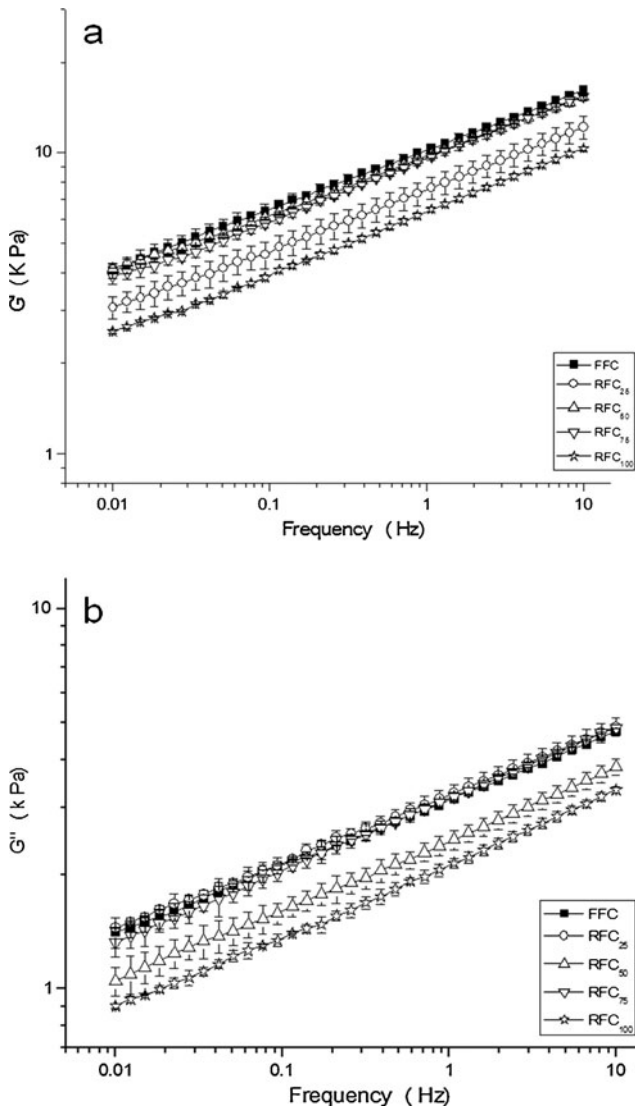 a
10
1
G' (K Pa)
0.01 0.1 1 10
Frequency (Hz)
FFC
RFC25
RFC50
RFC75
RFC100
b
10
1
G'' (k Pa)
0.01 0.1 1 10
Frequency (Hz)
FFC
RFC25
RFC50
RFC75
RFC100